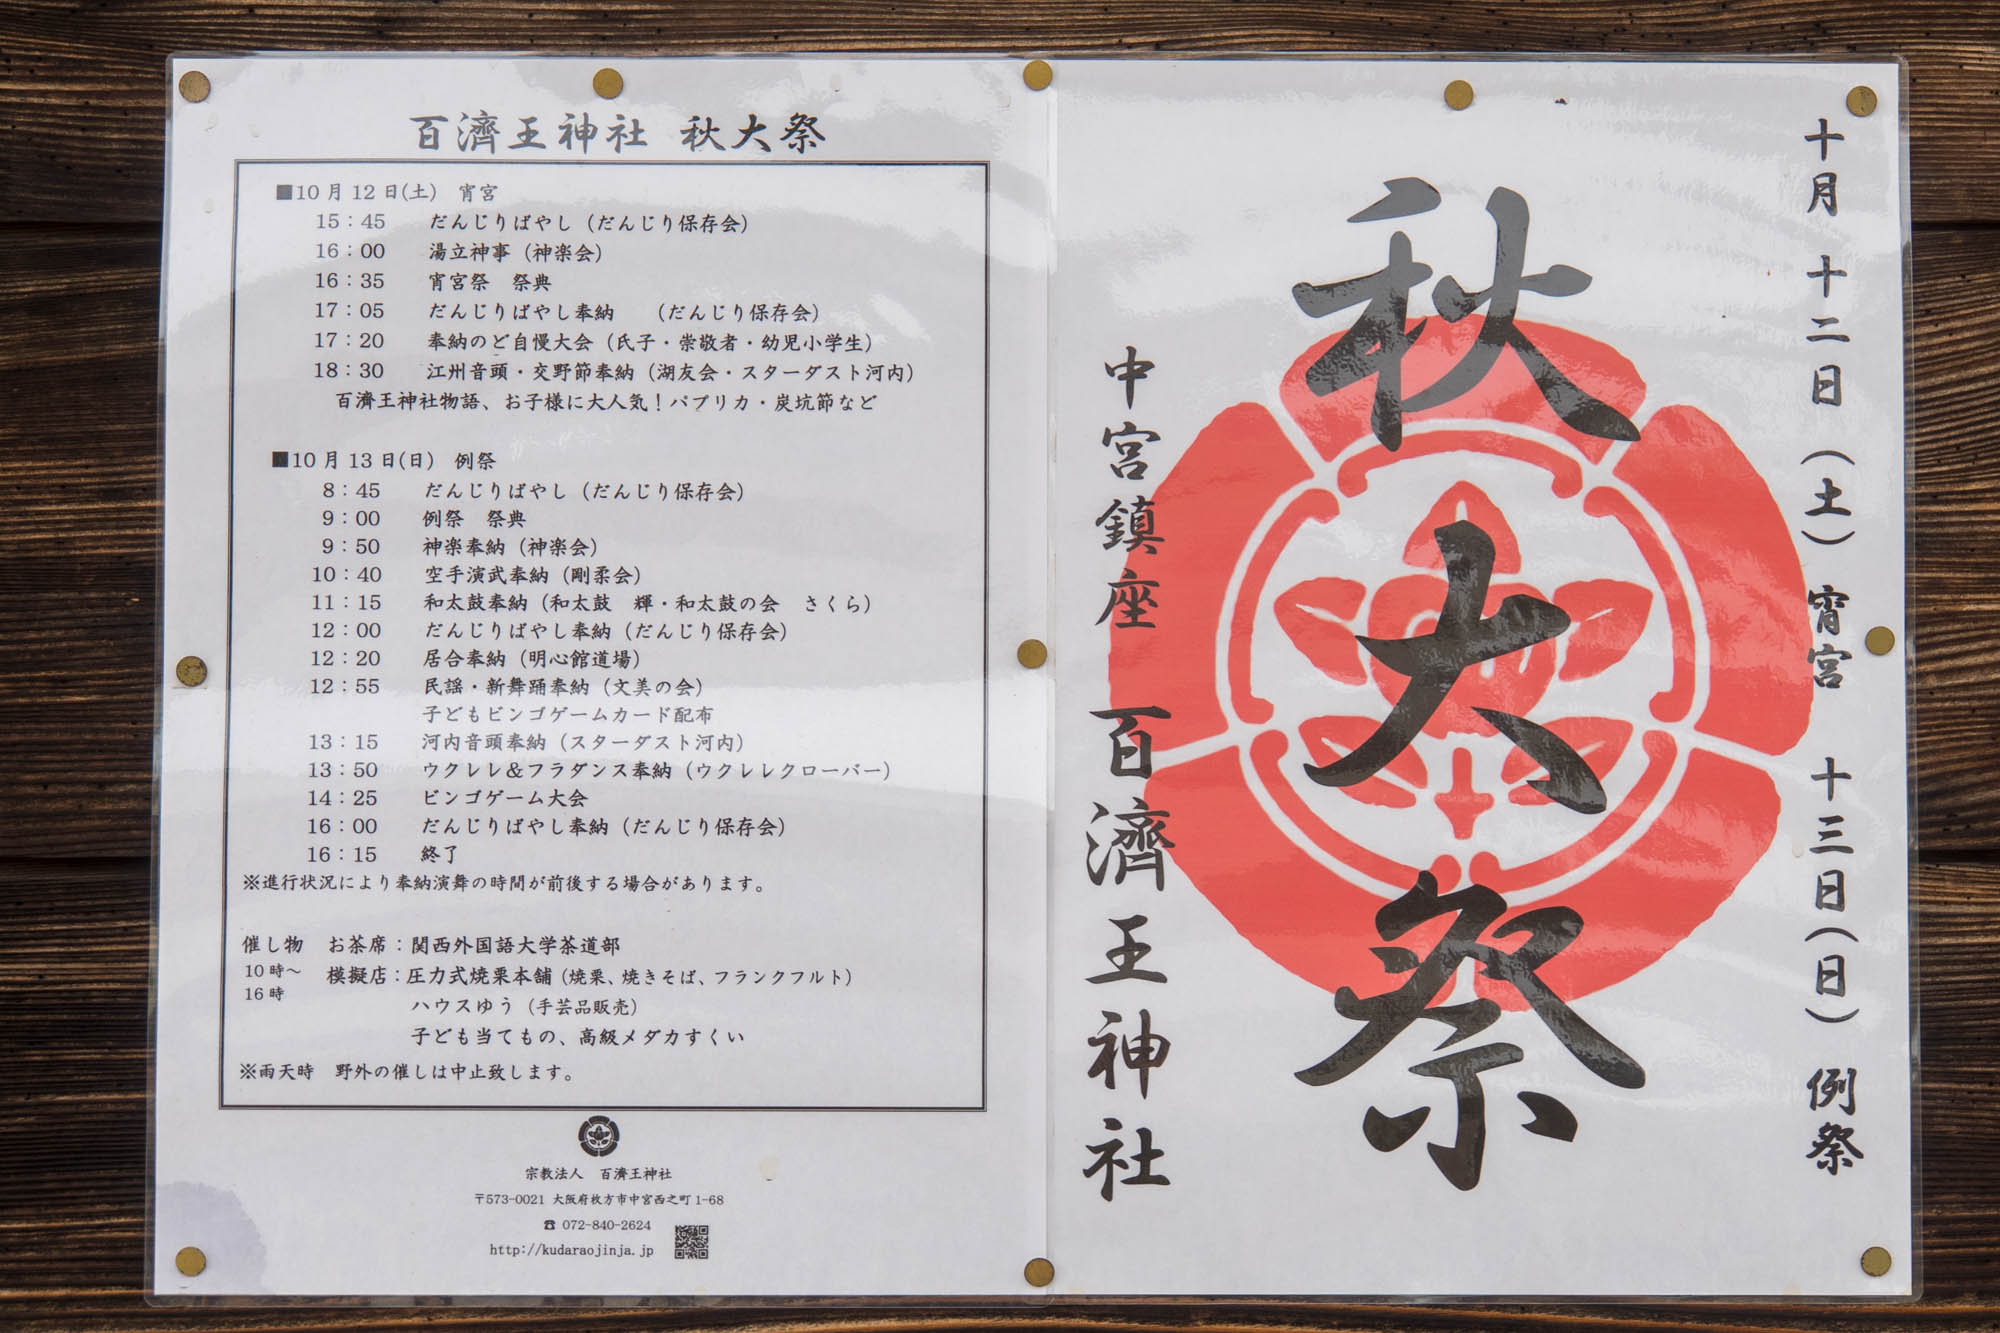 百濟王神社 秋大祭
■10月12日(土) 宵宮
15：45 だんじりばやし（だんじり保存会）
16：00 湯立神事（神楽会）
16：35 宵宮祭 祭典
17：05 だんじりばやし奉納 （だんじり保存会）
17：20 奉納のど自慢大会（氏子・崇敬者・幼児小学生）
18：30 江州音頭・交野節奉納（湖友会・スターダスト河内）
百濟王神社物語、お子様に大人気！パプリカ・炭坑節など
■10月13日(日) 例祭
8：45 だんじりばやし（だんじり保存会）
9：00 例祭 祭典
9：50 神楽奉納（神楽会）
10：40 空手演武奉納（剛柔会）
11：15 和太鼓奉納（和太鼓 輝・和太鼓の会 さくら）
12：00 だんじりばやし奉納（だんじり保存会）
12：20 居合奉納（明心館道場）
12：55 民謡・新舞踊奉納（文美の会）
子どもビンゴゲームカード配布
13：15 河内音頭奉納（スターダスト河内）
13：50 ウクレレ＆フラダンス奉納（ウクレレクローバー）
14：25 ビンゴゲーム大会
16：00 だんじりばやし奉納（だんじり保存会）
16：15 終了
※進行状況により奉納演舞の時間が前後する場合があります。
催し物 お茶席：関西外国語大学茶道部
10時～ 模擬店：圧力式焼栗本舗（焼栗、焼きそば、フランクフルト）
16時
ハウスゆう（手芸品販売）
子ども当てもの、高級メダカすくい
※雨天時 野外の催しは中止致します。
宗教法人 百濟王神社
〒573-0021 大阪府枚方市中宮西之町1-68
☎ 072-840-2624
http://kudaraojinja.jp
十月十二日（土）宵宮 十三日（日）例祭
秋大祭
中宮鎮座 百濟王神社